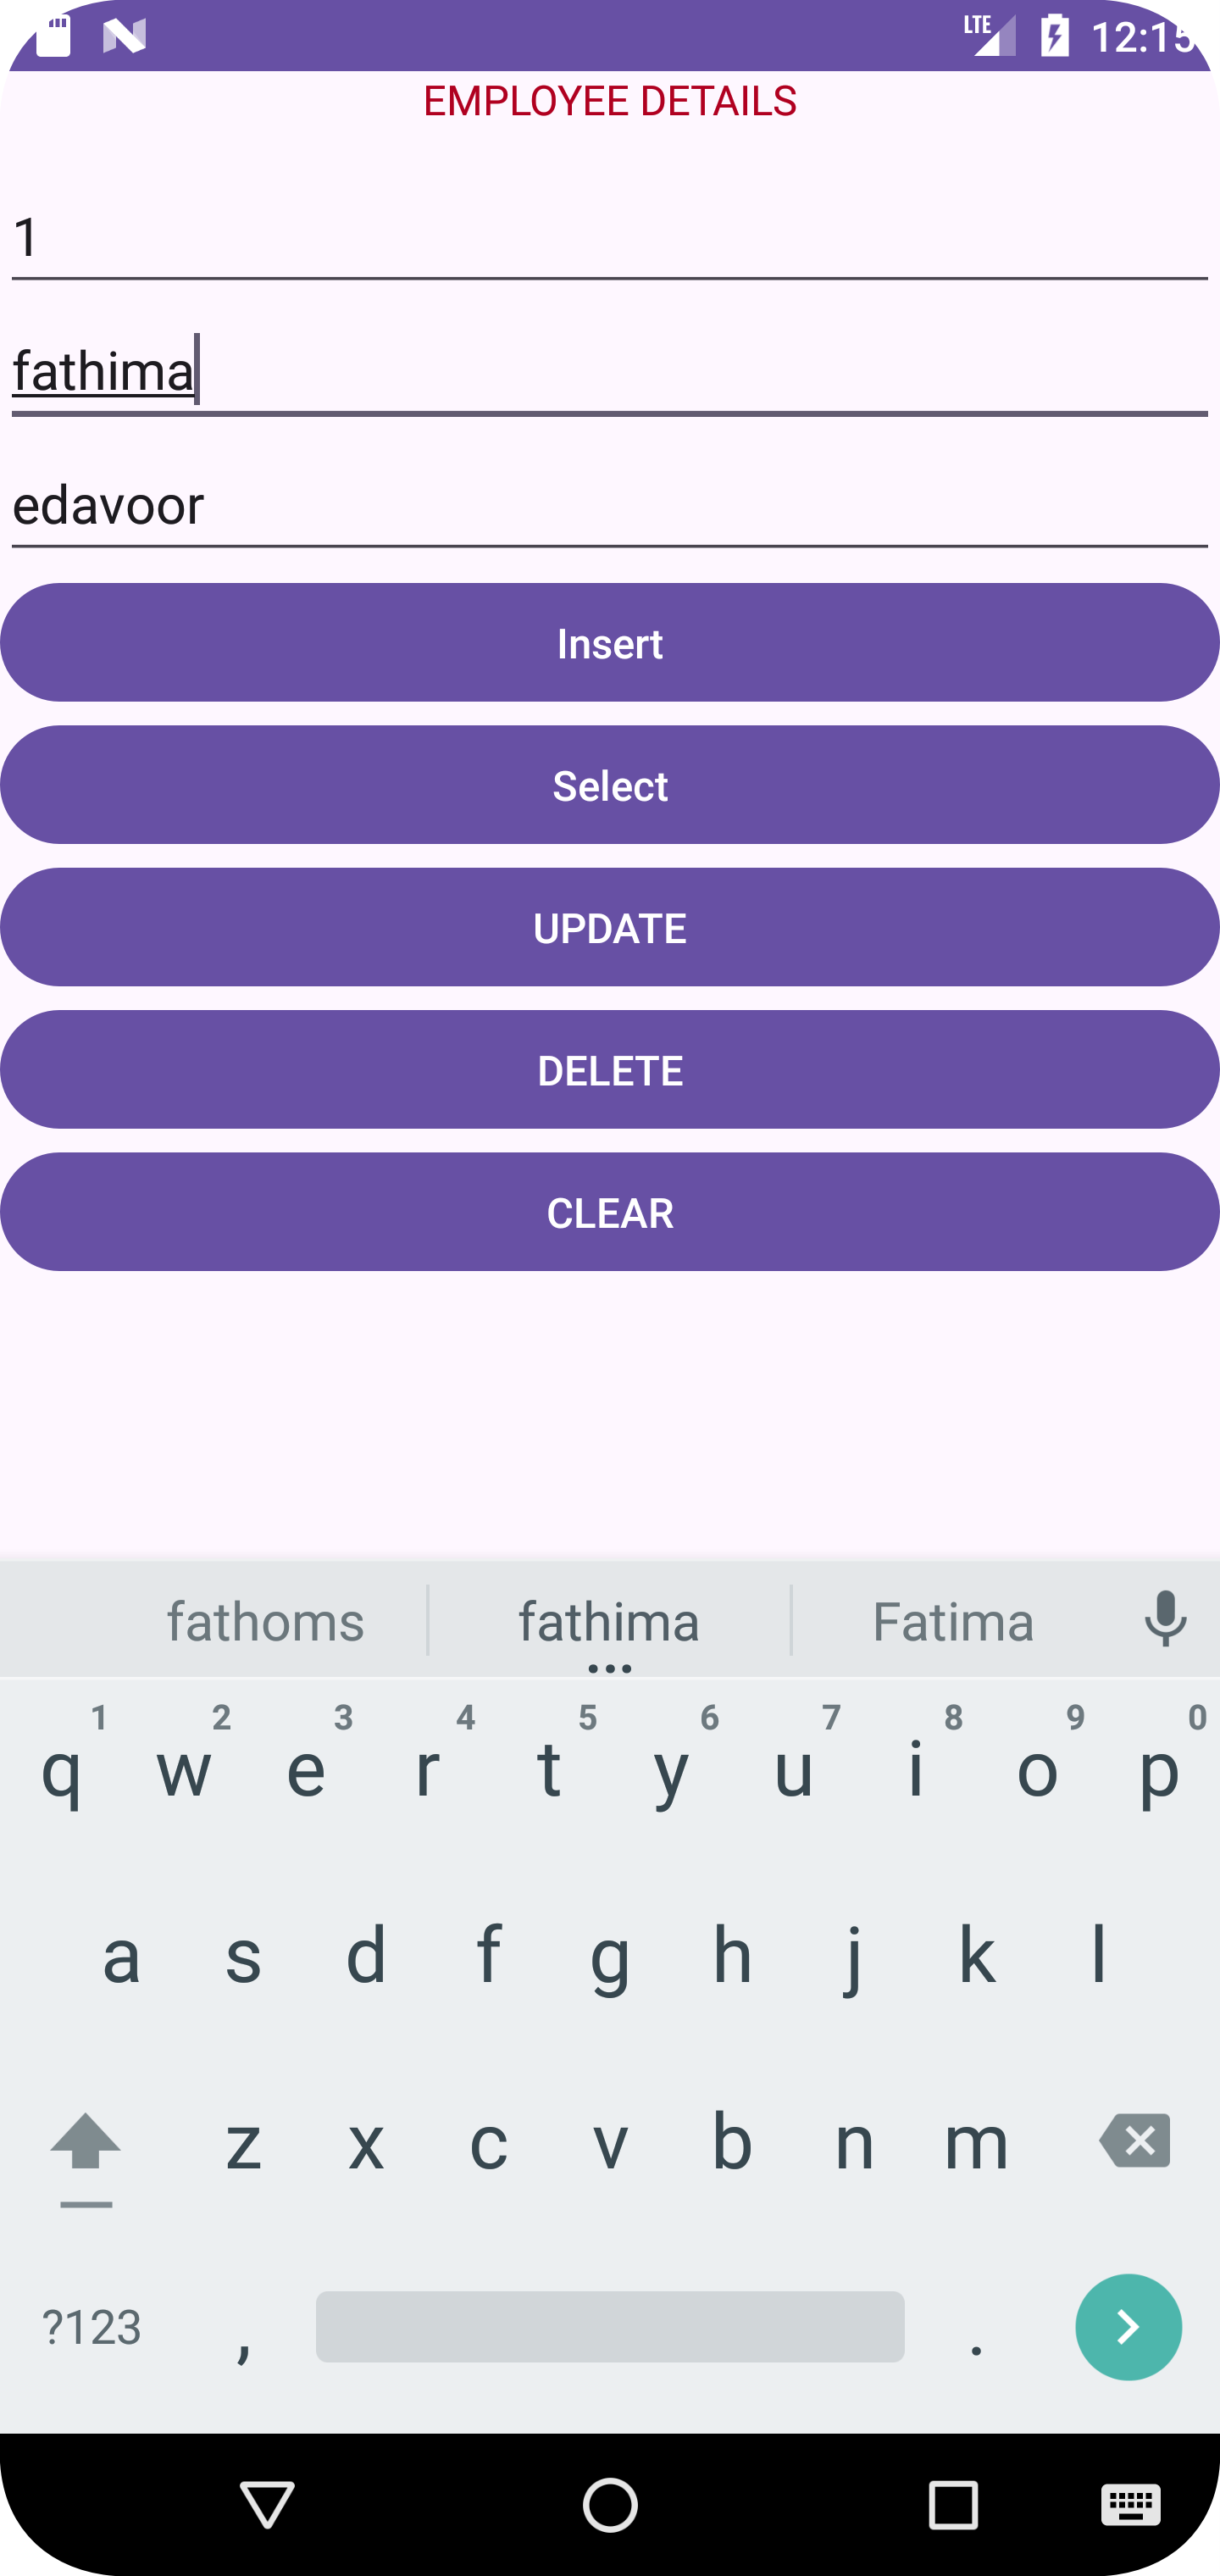 LTE 12:15
EMPLOYEE DETAILS
1
fathima
edavoor
Insert
Select
UPDATE
DELETE
CLEAR
fathoms fathima Fatima
1 2 3 4 5 6 7 8 9 0
q w e r t y u i o p
a s d f g h j k l
z x c v b n m
?123 , .